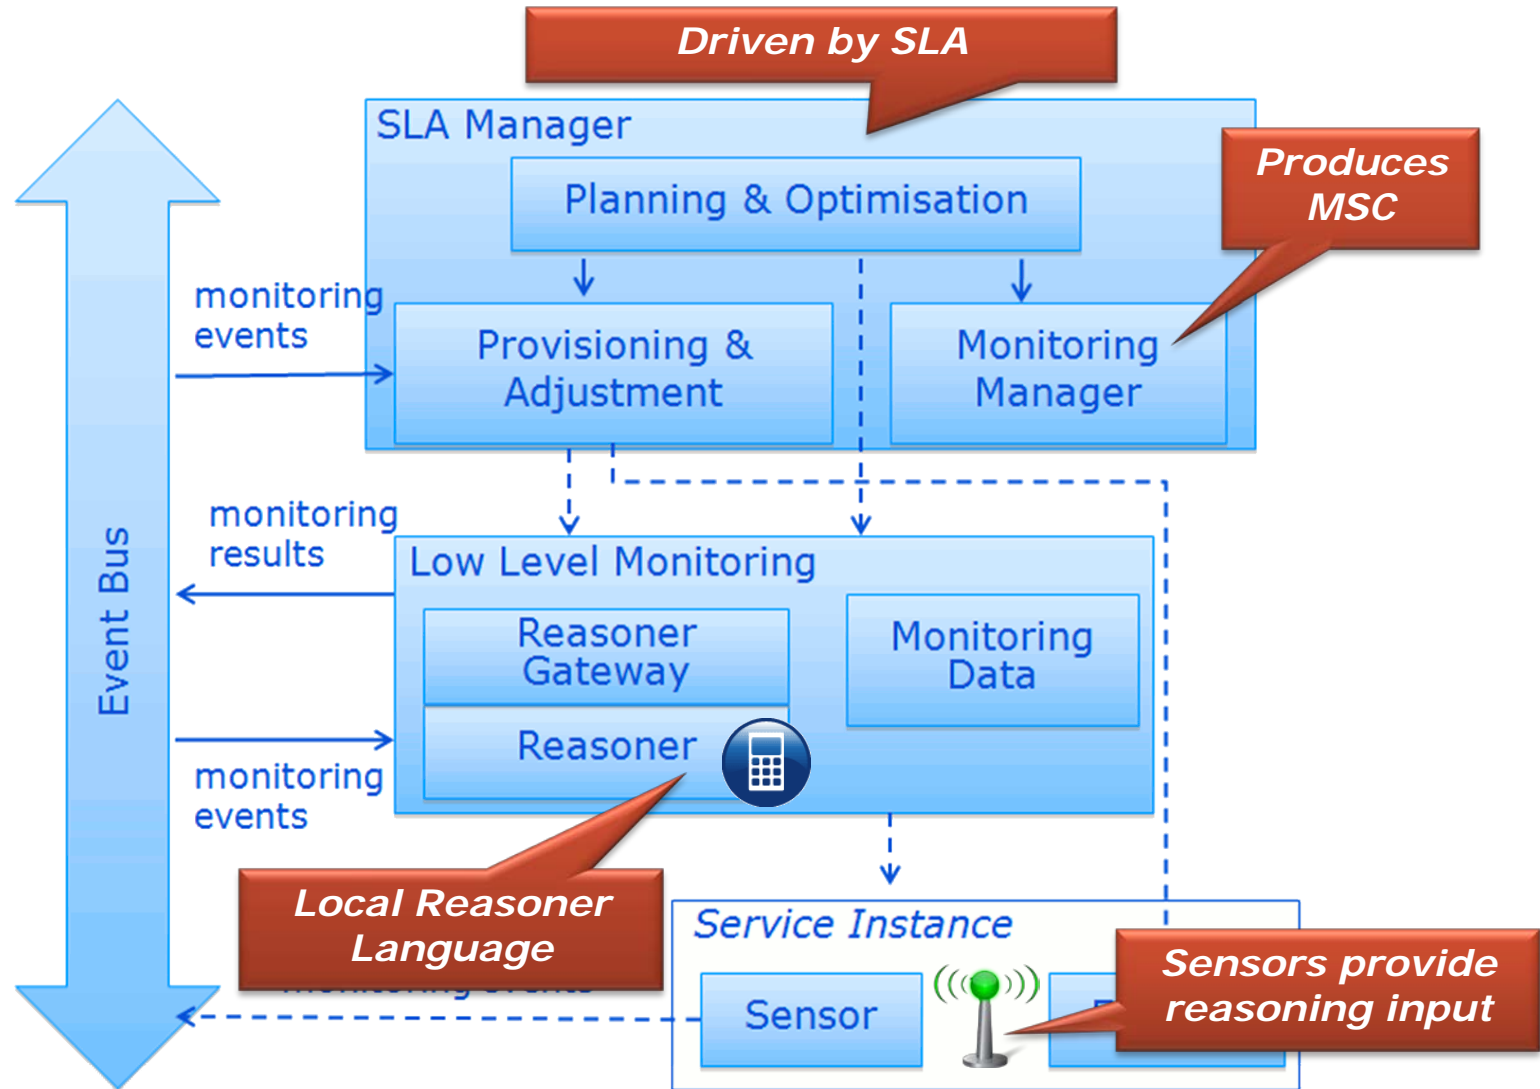 Driven by SLA
SLA Manager
Produces
MSC
Planning & Optimisation
monitoring
events
Provisioning &
Adjustment
Monitoring
Manager
monitoring
results
Low Level Monitoring
Event Bus
Reasoner
Gateway
Monitoring
Data
Reasoner
monitoring
events
Local Reasoner
Language
Service Instance
Sensors provide
reasoning input
monitoring events
Sensor